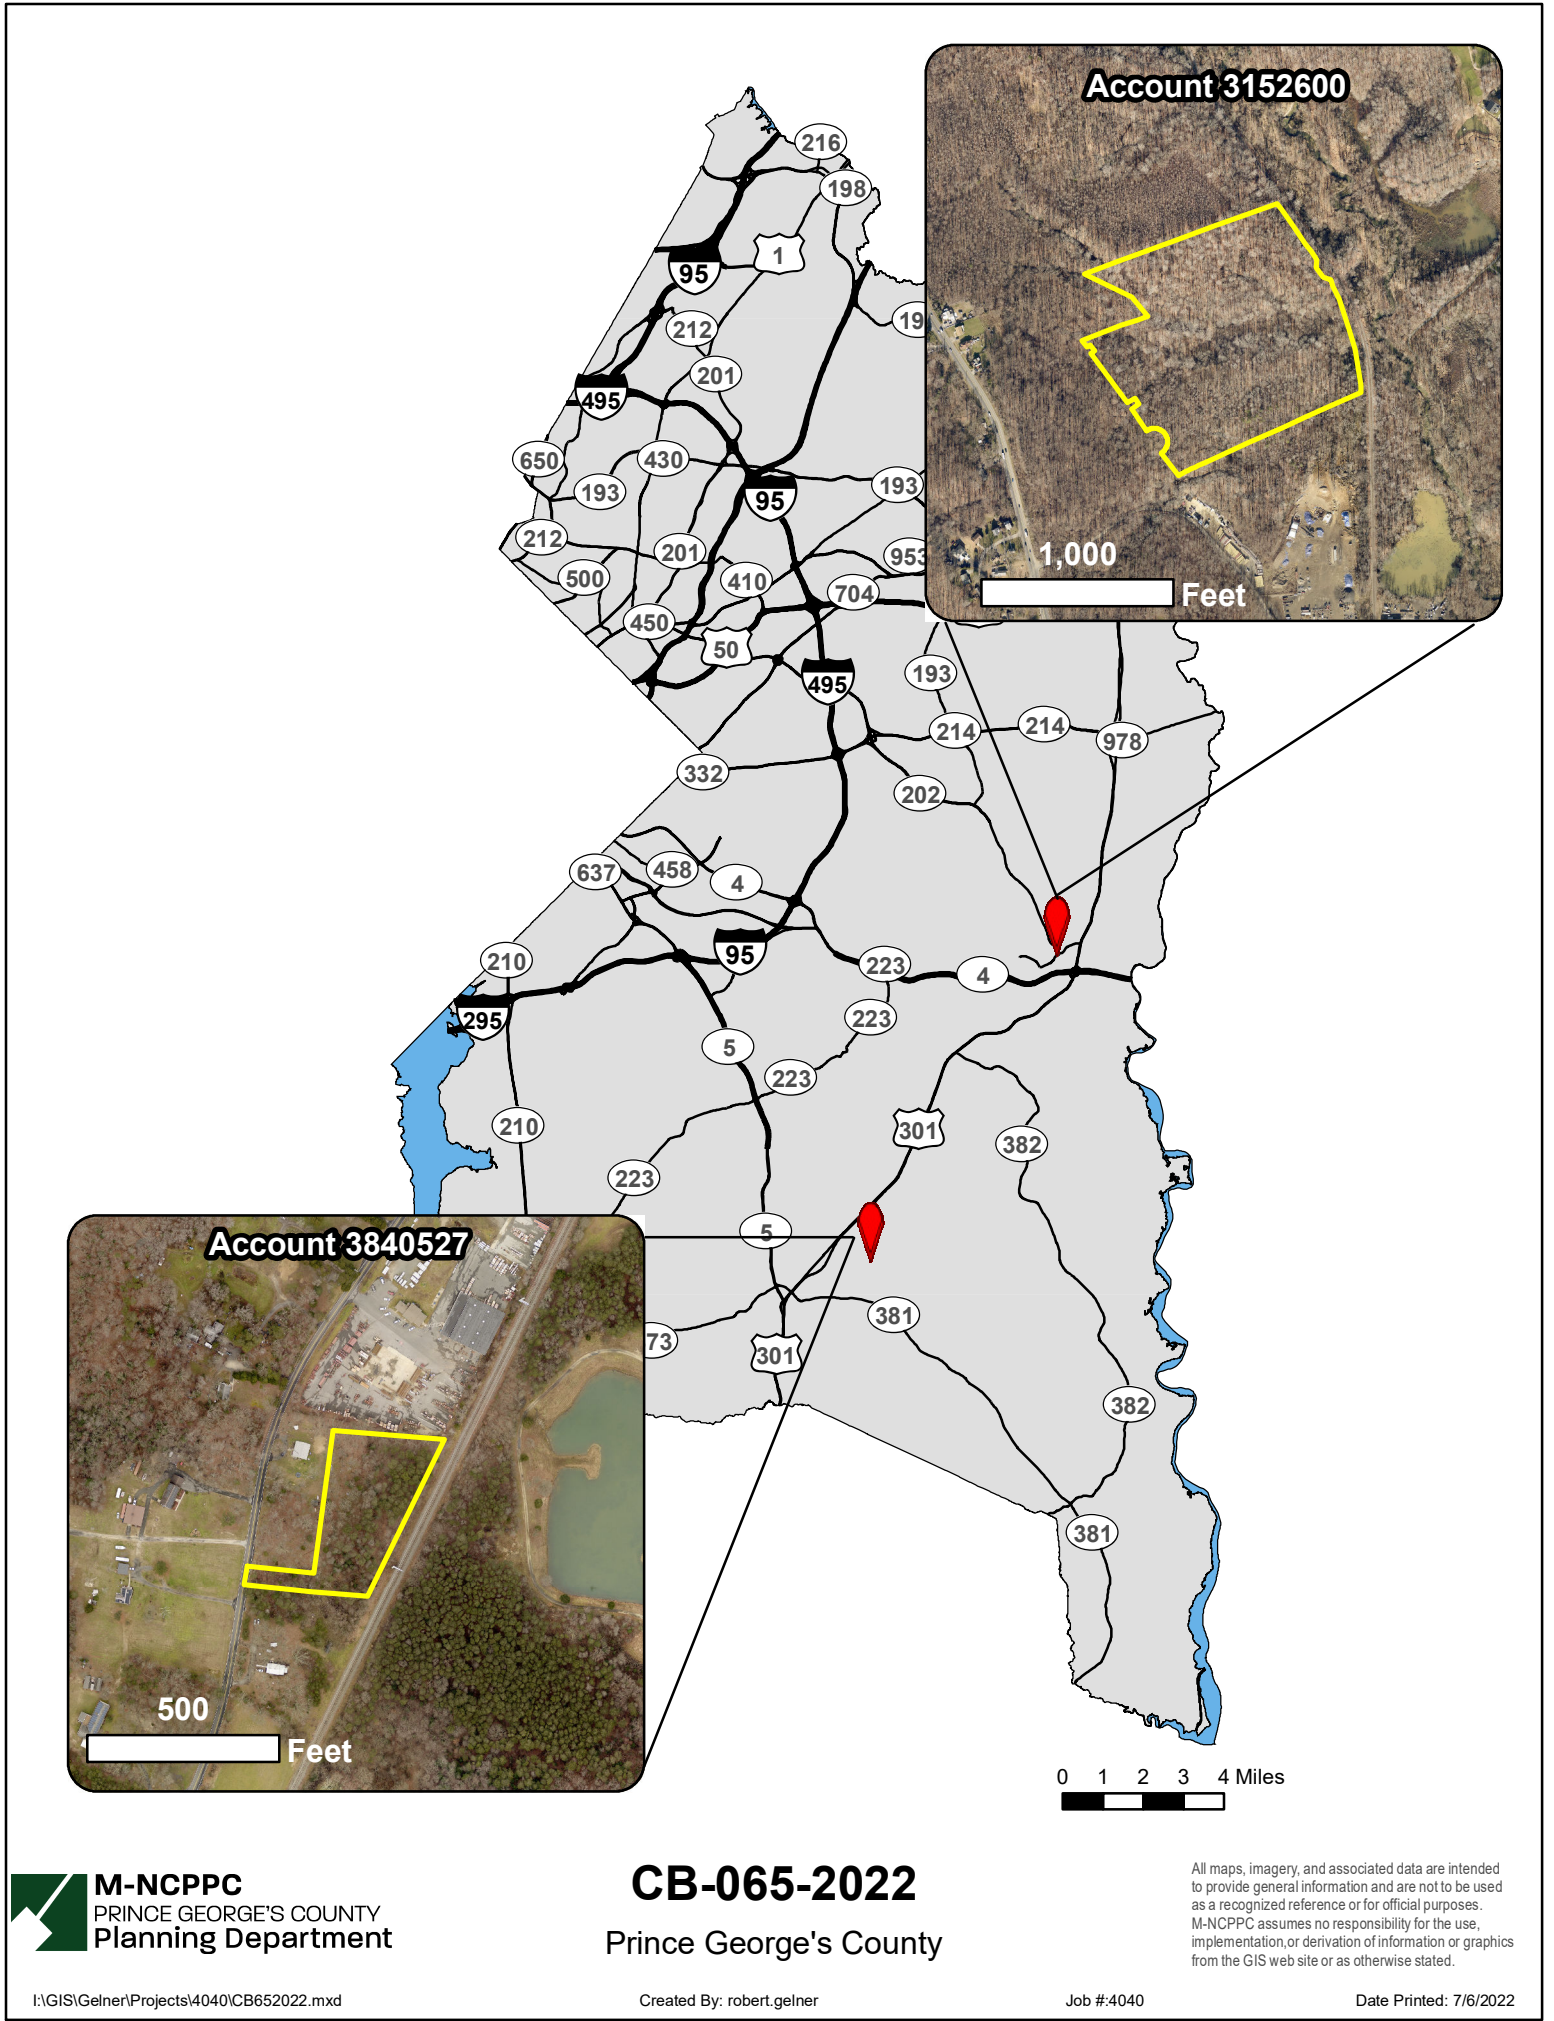 Account 3152600
216
198
95
1
19
212
201
495
650
430
193
95
193
212
201
953
500
410
704
450
50
1,000
Feet
193
495
214
214
978
332
202
637
458
4
95
210
223
4
295
223
5
223
210
301
382
223
5
Account 3840527
381
73
301
382
381
500
Feet
0 1 2 3 4 Miles
M-NCPPC
PRINCE GEORGE'S COUNTY
Planning Department
CB-065-2022
Prince George's County
All maps, imagery, and associated data are intended
to provide general information and are not to be used
as a recognized reference or for official purposes.
M-NCPPC assumes no responsibility for the use,
implementation,or derivation of information or graphics
from the GIS web site or as otherwise stated.
I:\GIS\Gelner\Projects\4040\CB652022.mxd
Created By: robert.gelner
Job #:4040
Date Printed: 7/6/2022